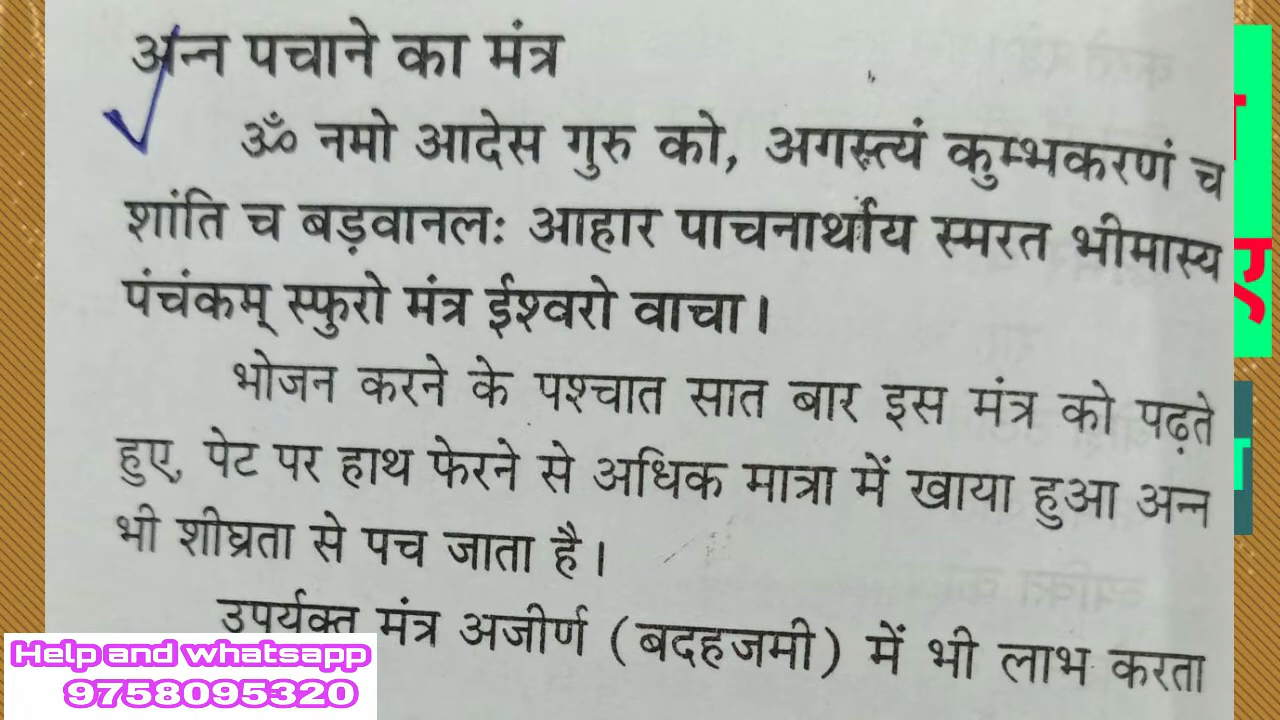 अन्न पचाने का मंत्र
ॐ नमो आदेस गुरु को, अगस्त्यं कुम्भकरणं च
शांति च बड़वानलः आहार पाचनार्थाय स्मरत भीमास्य
पंचंकम् स्फुरो मंत्र ईश्वरो वाचा।
भोजन करने के पश्चात सात बार इस मंत्र को पढ़ते
हुए, पेट पर हाथ फेरने से अधिक मात्रा में खाया हुआ अन्न
भी शीघ्रता से पच जाता है।
उपर्यक्त मंत्र अजीर्ण (बदहजमी) में भी लाभ करता
Help and whatsapp
9758095320